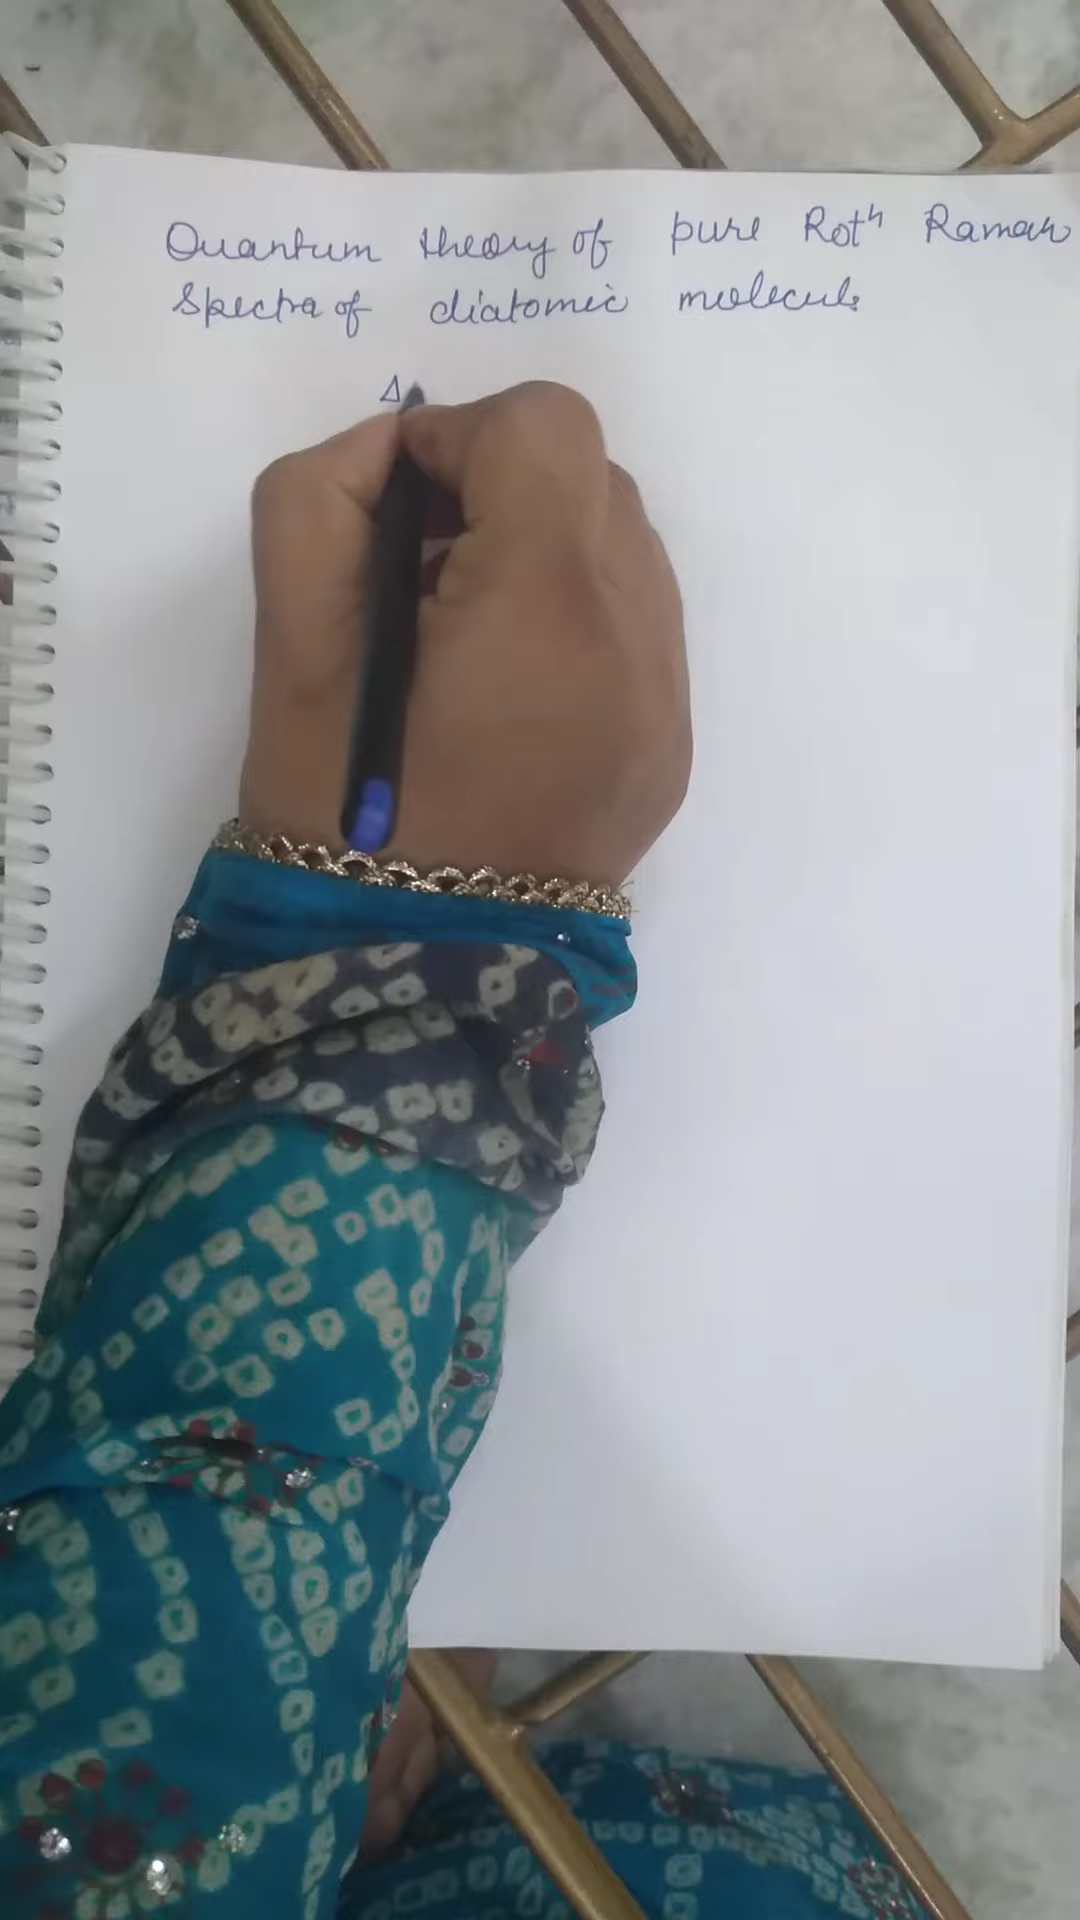 Quantum theory of pure Rotⁿ Raman
Spectra of diatomic molecule
Δ